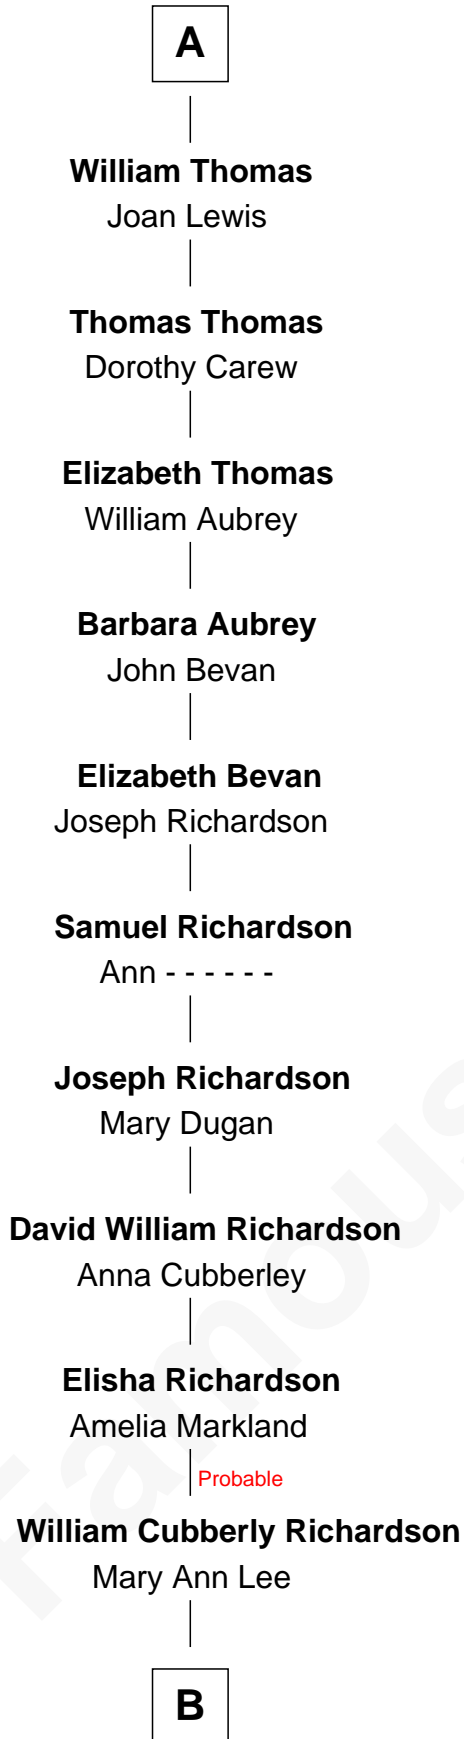 A
William Thomas
Joan Lewis
Thomas Thomas
Dorothy Carew
Elizabeth Thomas
William Aubrey
Barbara Aubrey
John Bevan
Elizabeth Bevan
Joseph Richardson
Samuel Richardson
Ann - - - - - -
Joseph Richardson
Mary Dugan
David William Richardson
Anna Cubberley
Elisha Richardson
Amelia Markland
Probable
William Cubberly Richardson
Mary Ann Lee
B
Famous